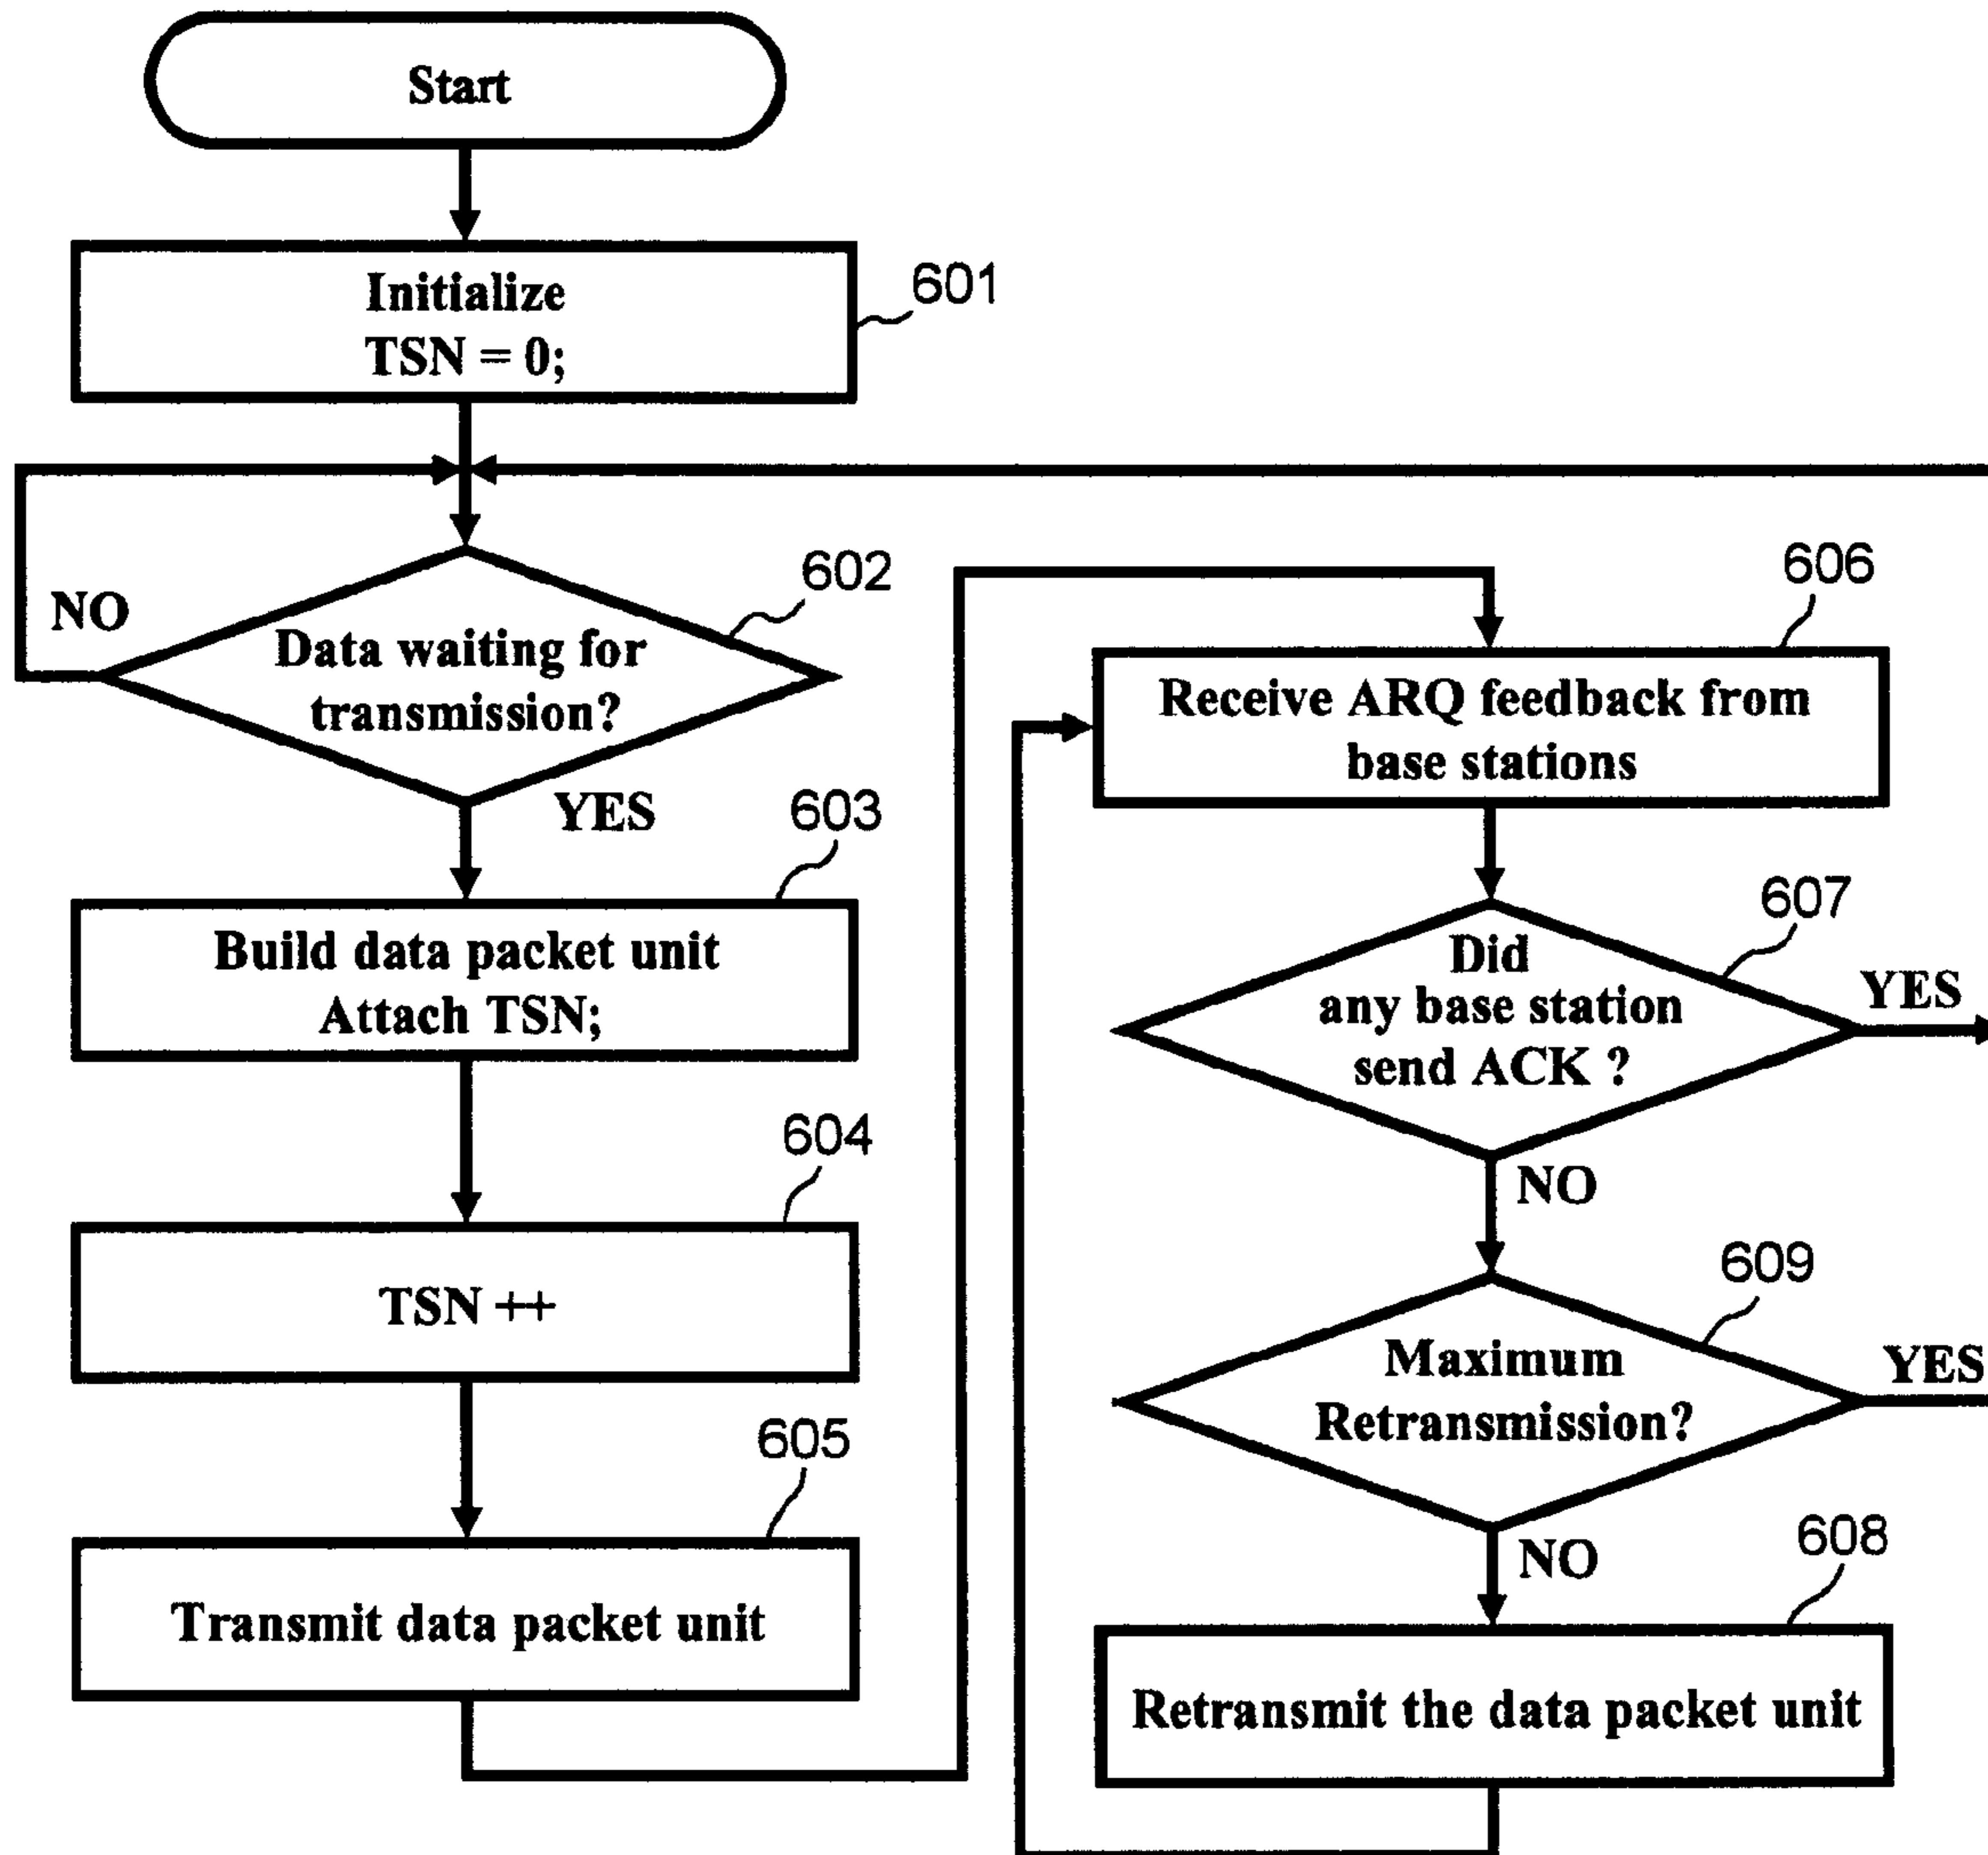 Start
Initialize
TSN = 0;
601
NO
602
Data waiting for
transmission?
YES
603
Build data packet unit
Attach TSN;
604
TSN ++
605
Transmit data packet unit
606
Receive ARQ feedback from
base stations
607
Did
any base station
send ACK ?
YES
NO
609
Maximum
Retransmission?
YES
NO
608
Retransmit the data packet unit